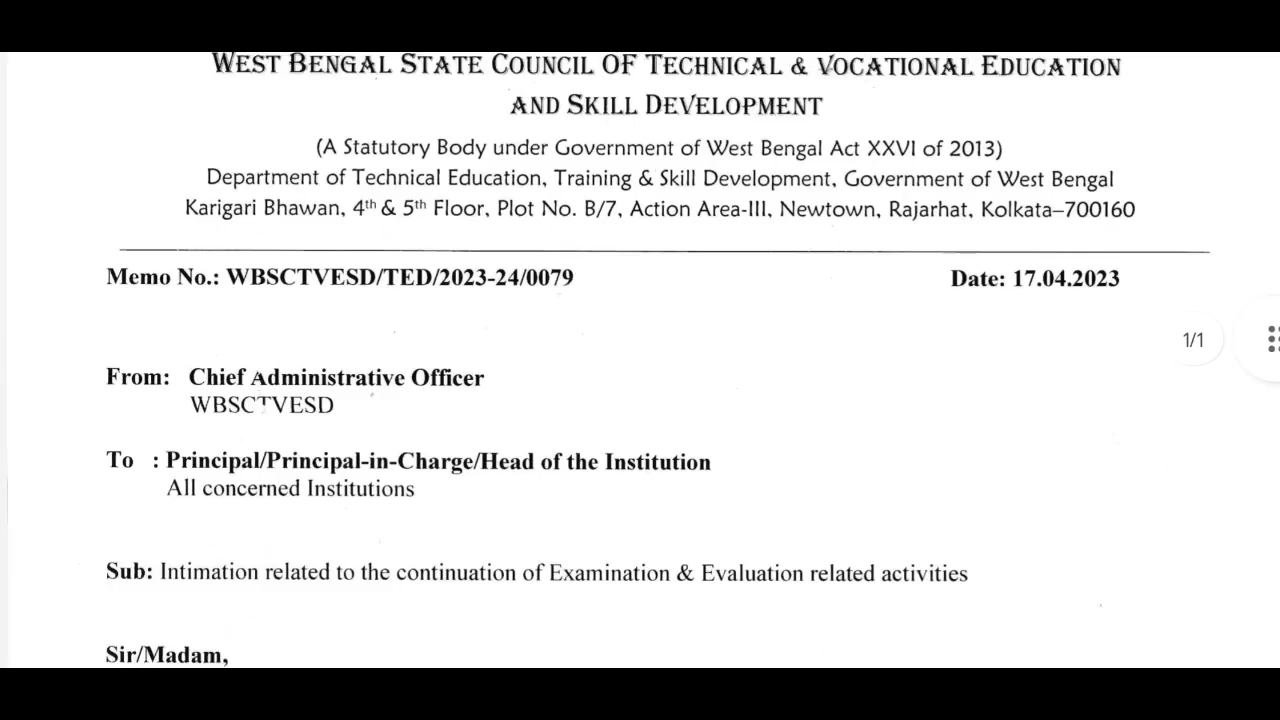 WEST BENGAL STATE COUNCIL OF TECHNICAL & VOCATIONAL EDUCATION
AND SKILL DEVELOPMENT
(A Statutory Body under Government of West Bengal Act XXVI of 2013)
Department of Technical Education, Training & Skill Development, Government of West Bengal
Karigari Bhawan, 4th & 5th Floor, Plot No. B/7, Action Area-III, Newtown, Rajarhat, Kolkata–700160
Memo No.: WBSCTVESD/TED/2023-24/0079 Date: 17.04.2023
1/1
From: Chief Administrative Officer
WBSCTVESD
To : Principal/Principal-in-Charge/Head of the Institution
All concerned Institutions
Sub: Intimation related to the continuation of Examination & Evaluation related activities
Sir/Madam,